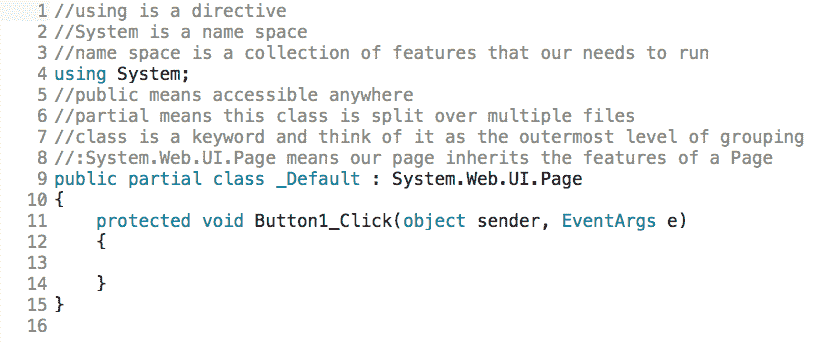 1 //using is a directive
2 //System is a name space
3 //name space is a collection of features that our needs to run
4 using System;
5 //public means accessible anywhere
6 //partial means this class is split over multiple files
7 //class is a keyword and think of it as the outermost level of grouping
8 //:System.Web.UI.Page means our page inherits the features of a Page
9 public partial class _Default : System.Web.UI.Page
10 {
11     protected void Button1_Click(object sender, EventArgs e)
12     {
13
14     }
15 }
16